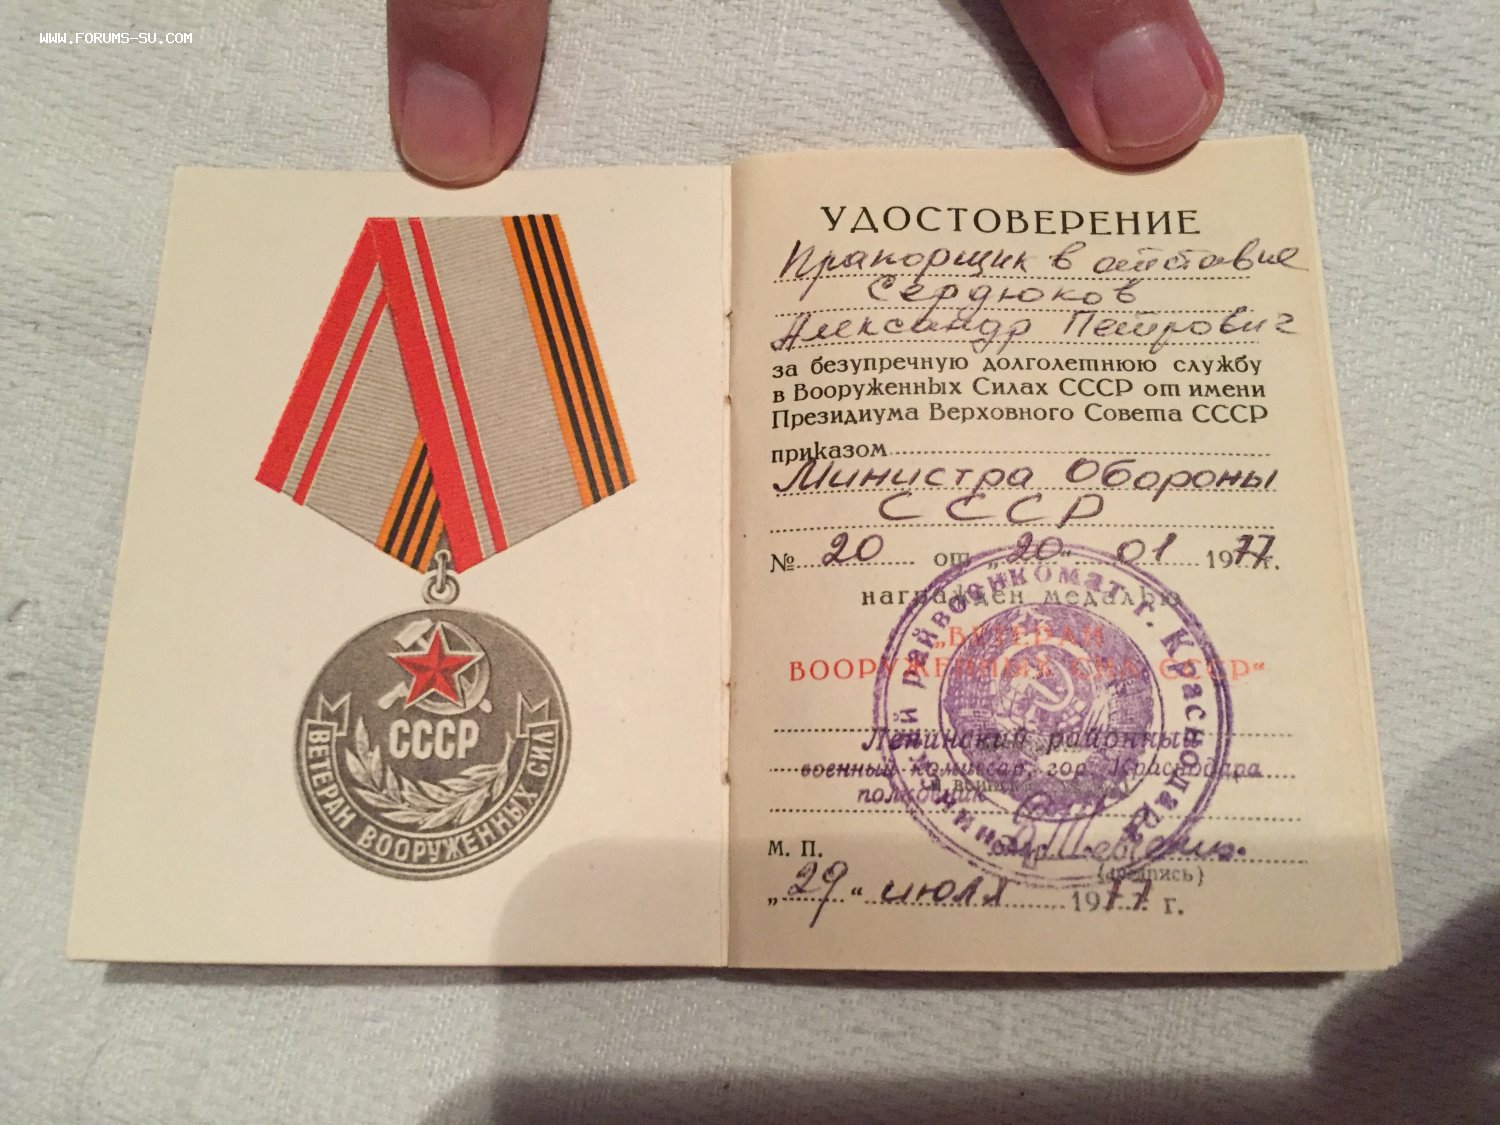 WWW.FORUMS-SU.COM
СССР
ВЕТЕРАН ВООРУЖЕННЫХ СИЛ
УДОСТОВЕРЕНИЕ
Прапорщик в отставке
Сердюков
Александр Петрович
за безупречную долголетнюю службу
в Вооруженных Силах СССР от имени
Президиума Верховного Совета СССР
приказом
Министра Обороны
СССР
№ 20 от „20“ 01 1977 г.
награжден медалью
„ВЕТЕРАН
ВООРУЖЕННЫХ СИЛ СССР“
райвоенкомат г. Краснодара
Ленинский районный
военный комиссар гор. Краснодара
полковник
М. П.
(подпись)
„29“ июля 1977 г.